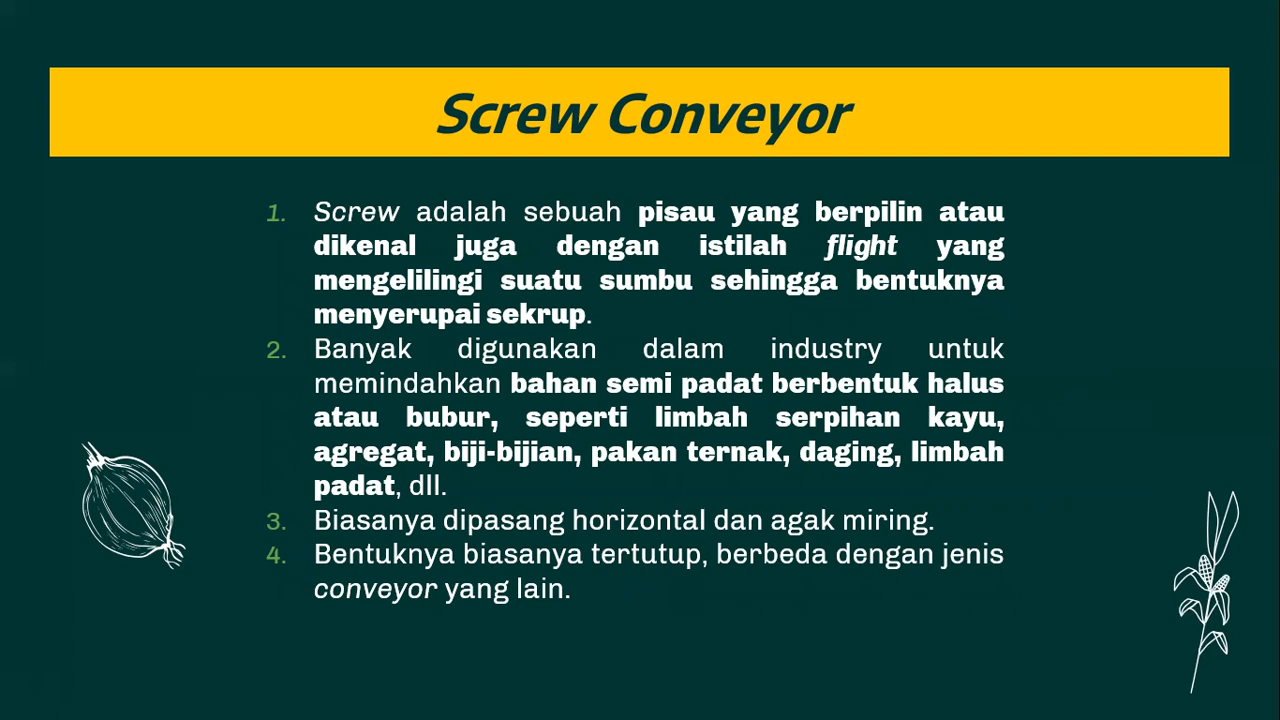 Screw Conveyor
1. Screw adalah sebuah pisau yang berpilin atau
dikenal juga dengan istilah flight yang
mengelilingi suatu sumbu sehingga bentuknya
menyerupai sekrup.
2. Banyak digunakan dalam industry untuk
memindahkan bahan semi padat berbentuk halus
atau bubur, seperti limbah serpihan kayu,
agregat, biji-bijian, pakan ternak, daging, limbah
padat, dll.
3. Biasanya dipasang horizontal dan agak miring.
4. Bentuknya biasanya tertutup, berbeda dengan jenis
conveyor yang lain.